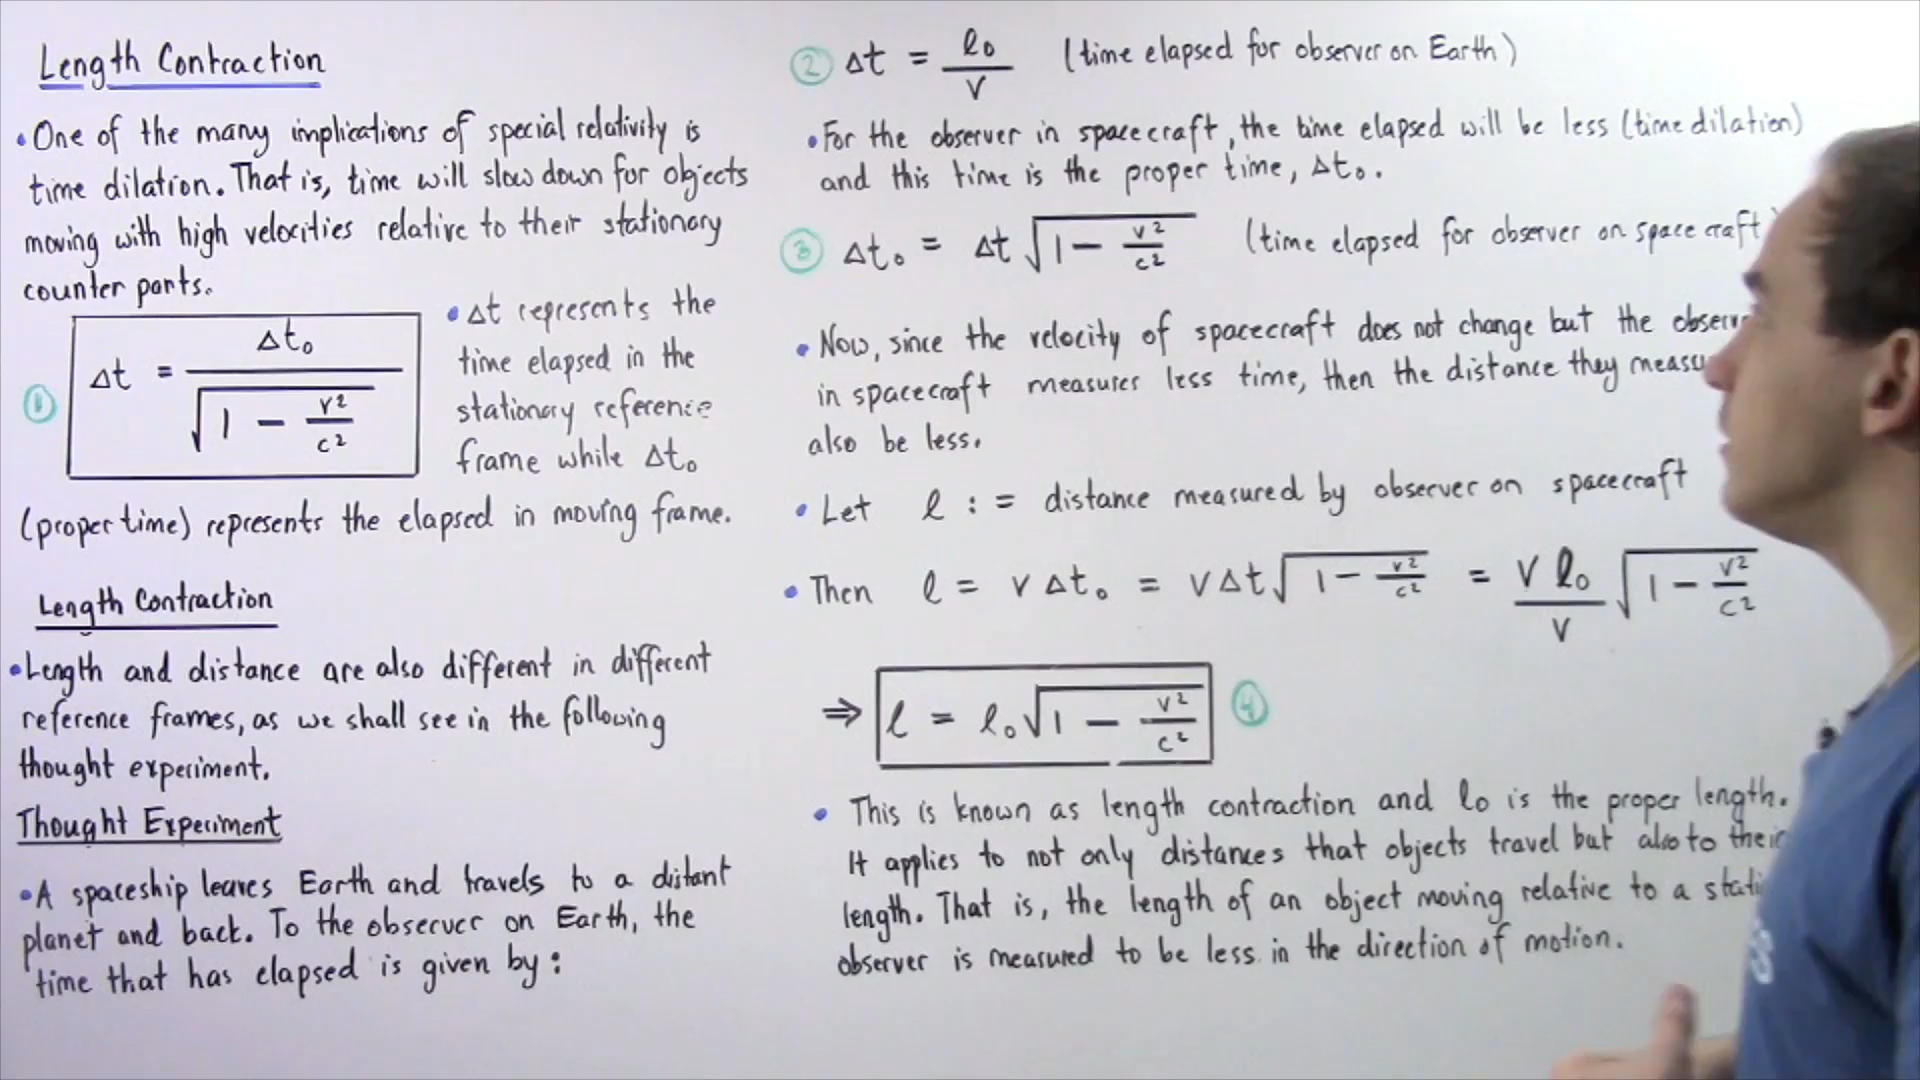 Length Contraction
• One of the many implications of special relativity is
time dilation. That is, time will slow down for objects
moving with high velocities relative to their stationary
counter parts.
① Δt = Δt₀ / √(1 − v²/c²)
• Δt represents the
time elapsed in the
stationary reference
frame while Δt₀
(proper time) represents the elapsed in moving frame.
Length Contraction
• Length and distance are also different in different
reference frames, as we shall see in the following
thought experiment.
Thought Experiment
• A spaceship leaves Earth and travels to a distant
planet and back. To the observer on Earth, the
time that has elapsed is given by:
② Δt = l₀ / v (time elapsed for observer on Earth)
• For the observer in spacecraft, the time elapsed will be less (time dilation)
and this time is the proper time, Δt₀.
③ Δt₀ = Δt √(1 − v²/c²) (time elapsed for observer on space craft)
• Now, since the velocity of spacecraft does not change but the
in spacecraft measures less time, then the distance they
also be less.
• Let l := distance measured by observer on spacecraft
• Then l = v Δt₀ = v Δt √(1 − v²/c²) = v l₀ / v √(1 − v²/c²)
⇒ l = l₀ √(1 − v²/c²) ④
• This is known as length contraction and l₀ is the proper length.
It applies to not only distances that objects travel but also to their
length. That is, the length of an object moving relative to a
observer is measured to be less in the direction of motion.